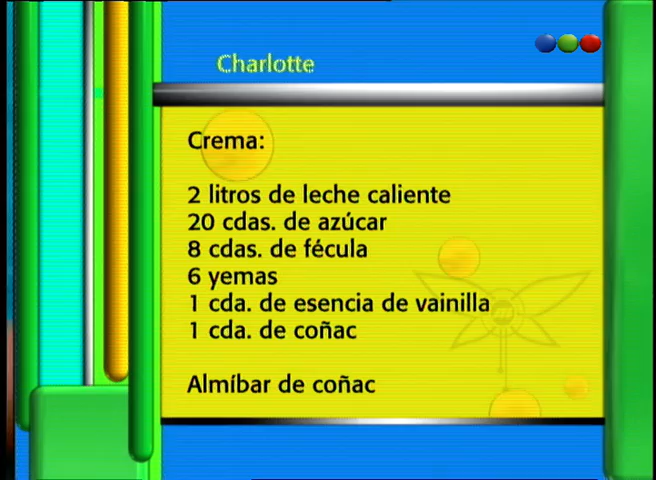 Charlotte
Crema:
2 litros de leche caliente
20 cdas. de azúcar
8 cdas. de fécula
6 yemas
1 cda. de esencia de vainilla
1 cda. de coñac
Almíbar de coñac